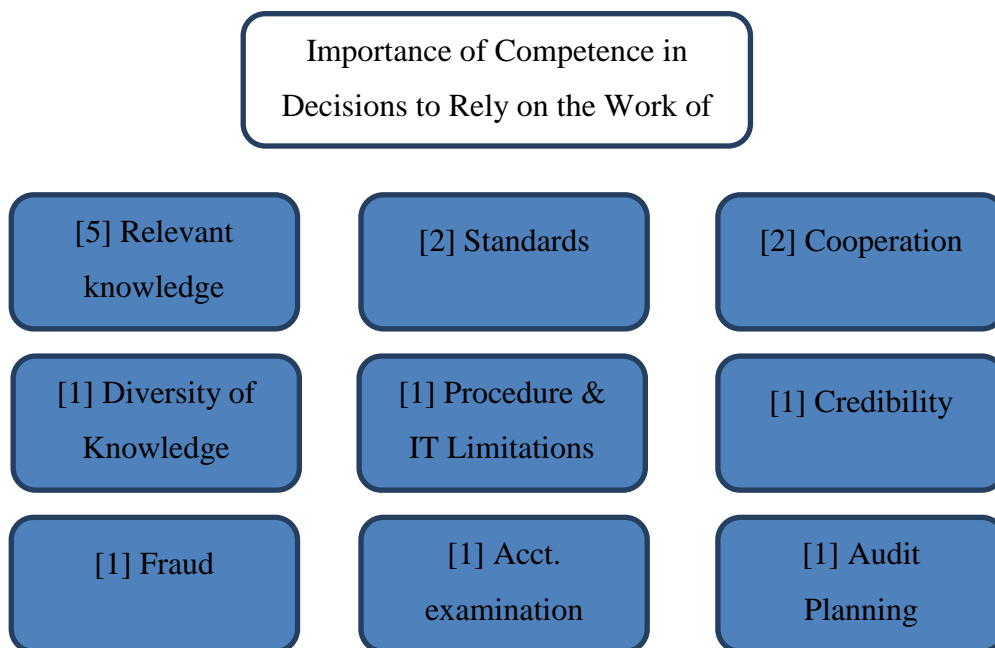 Importance of Competence in
Decisions to Rely on the Work of
[5] Relevant
knowledge
[2] Standards
[2] Cooperation
[1] Diversity of
Knowledge
[1] Procedure &
IT Limitations
[1] Credibility
[1] Fraud
[1] Acct.
examination
[1] Audit
Planning